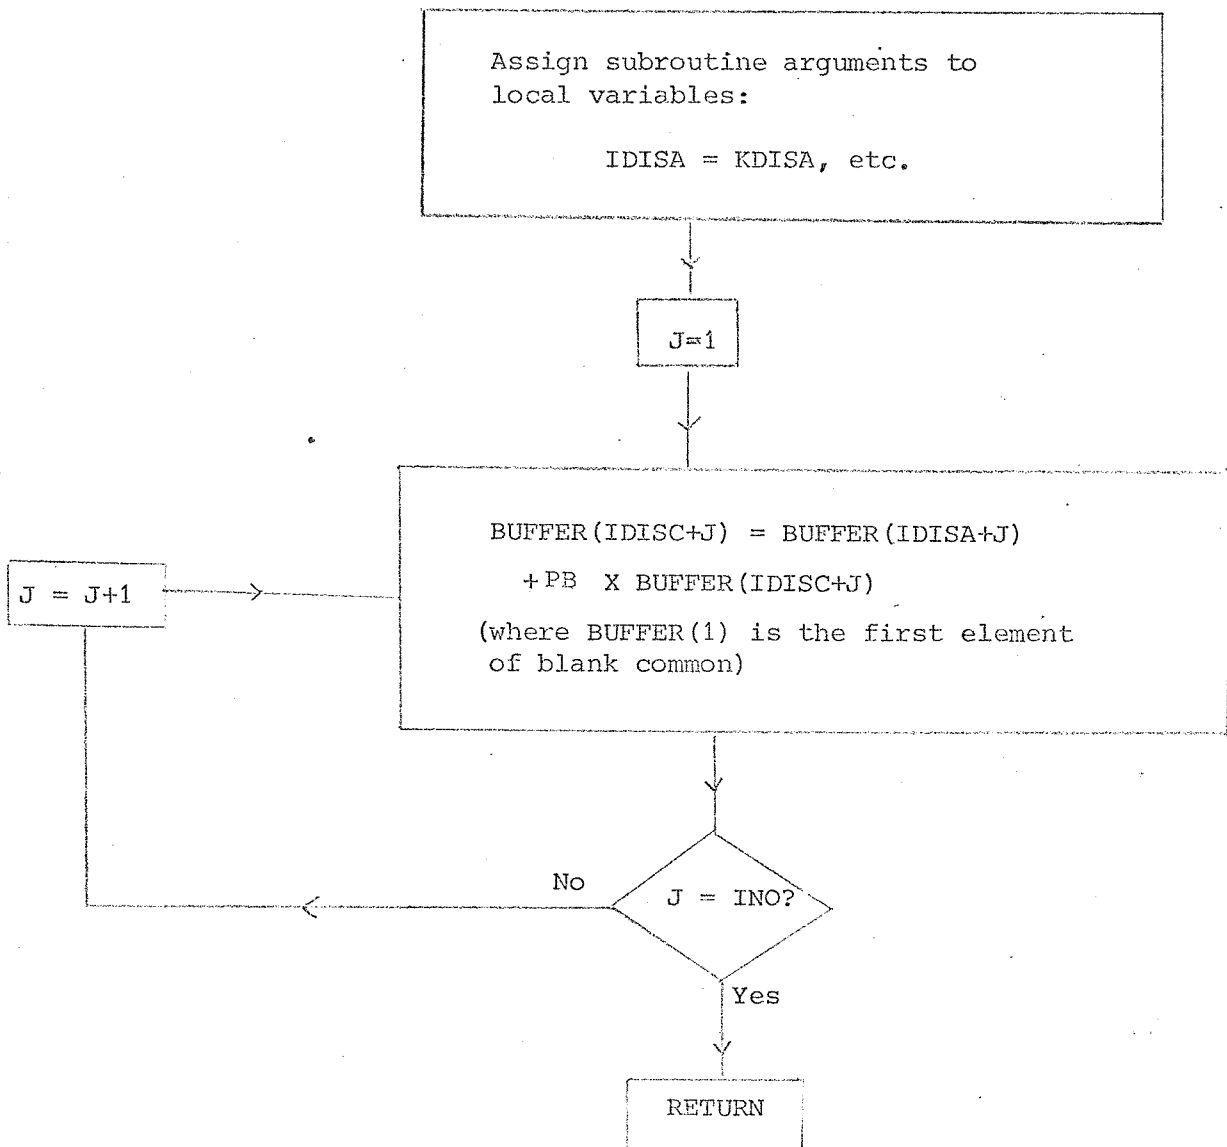 Assign subroutine arguments to
local variables:
IDISA = KDISA, etc.
J=1
BUFFER(IDISC+J) = BUFFER(IDISA+J)
+PB X BUFFER(IDISC+J)
(where BUFFER(1) is the first element
of blank common)
J = J+1
J = INO?
No
Yes
RETURN